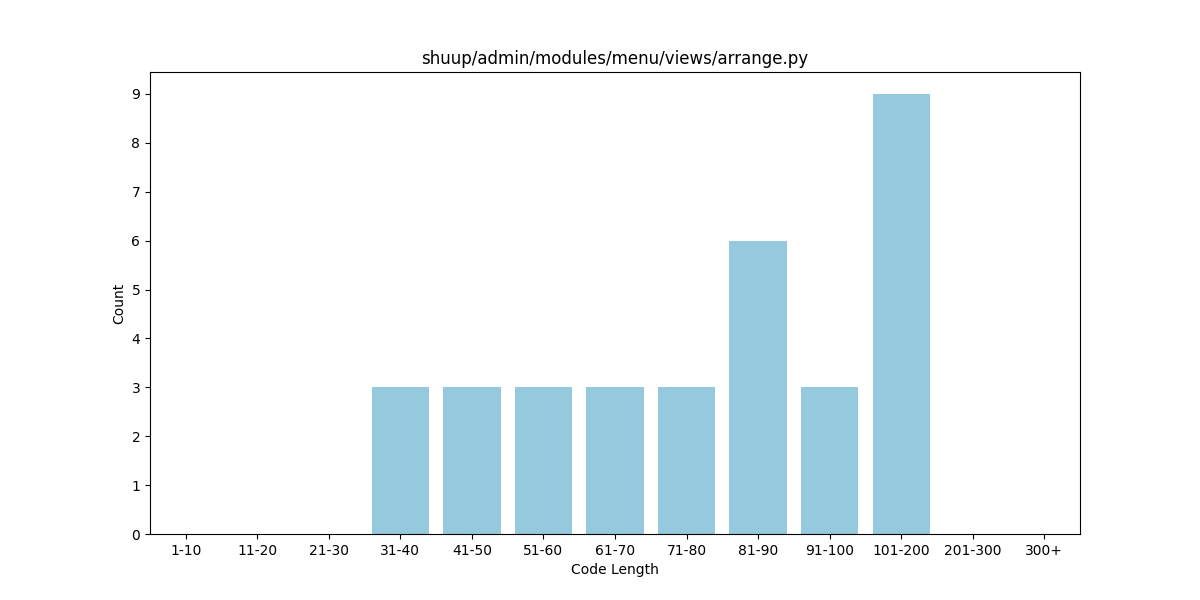 shuup/admin/modules/menu/views/arrange.py
9
8
7
6
5
4
3
2
1
0
Count
1-10 11-20 21-30 31-40 41-50 51-60 61-70 71-80 81-90 91-100 101-200 201-300 300+
Code Length